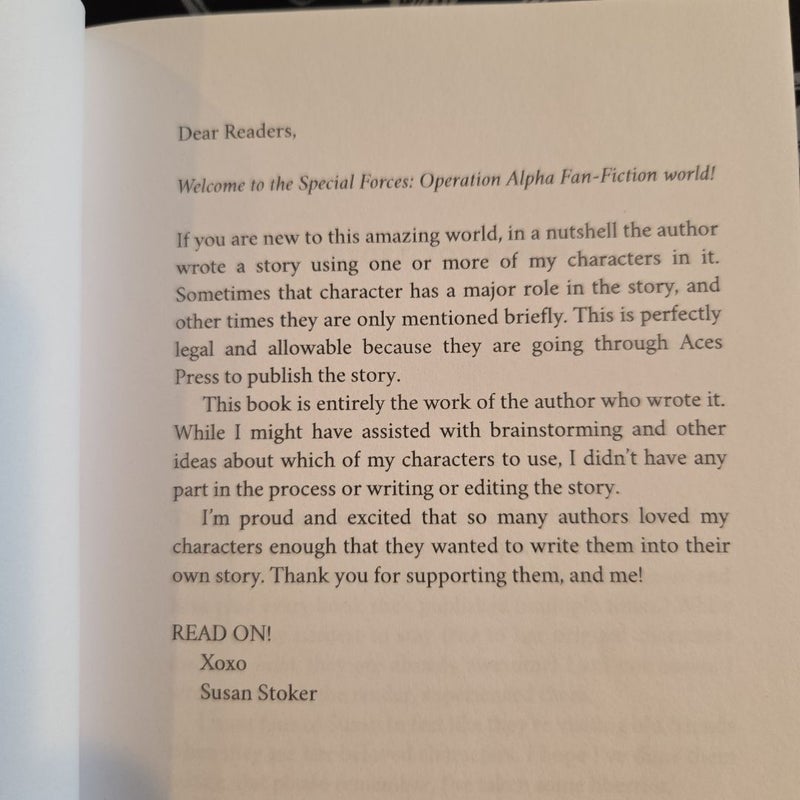 Dear Readers,
Welcome to the Special Forces: Operation Alpha Fan-Fiction world!
If you are new to this amazing world, in a nutshell the author
wrote a story using one or more of my characters in it.
Sometimes that character has a major role in the story, and
other times they are only mentioned briefly. This is perfectly
legal and allowable because they are going through Aces
Press to publish the story.
This book is entirely the work of the author who wrote it.
While I might have assisted with brainstorming and other
ideas about which of my characters to use, I didn't have any
part in the process or writing or editing the story.
I'm proud and excited that so many authors loved my
characters enough that they wanted to write them into their
own story. Thank you for supporting them, and me!
READ ON!
Xoxo
Susan Stoker